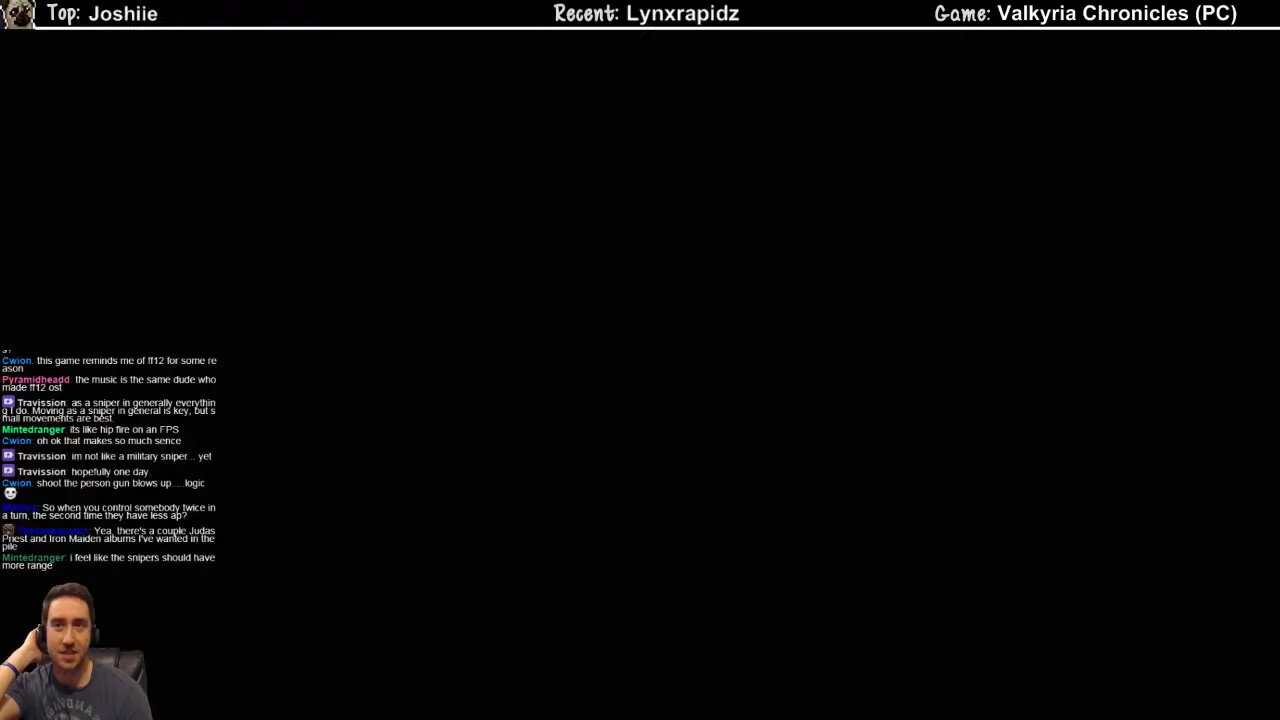 Top: Joshiie
Recent: Lynxrapidz
Game: Valkyria Chronicles (PC)
s?
Cwion: this game reminds me of ff12 for some re
ason
Pyramidheadd: the music is the same dude who
made ff12 ost
Travission: as a sniper in generally everythin
g I do. Moving as a sniper in general is key, but s
mall movements are best.
Mintedranger: its like hip fire on an FPS
Cwion: oh ok that makes so much sence
Travission: im not like a military sniper... yet
Travission: hopefully one day.
Cwion: shoot the person gun blows up.....logic
So when you control somebody twice in
a turn, the second time they have less ap?
Yea, there's a couple Judas
Priest and Iron Maiden albums I've wanted in the
pile
Mintedranger: i feel like the snipers should have
more range